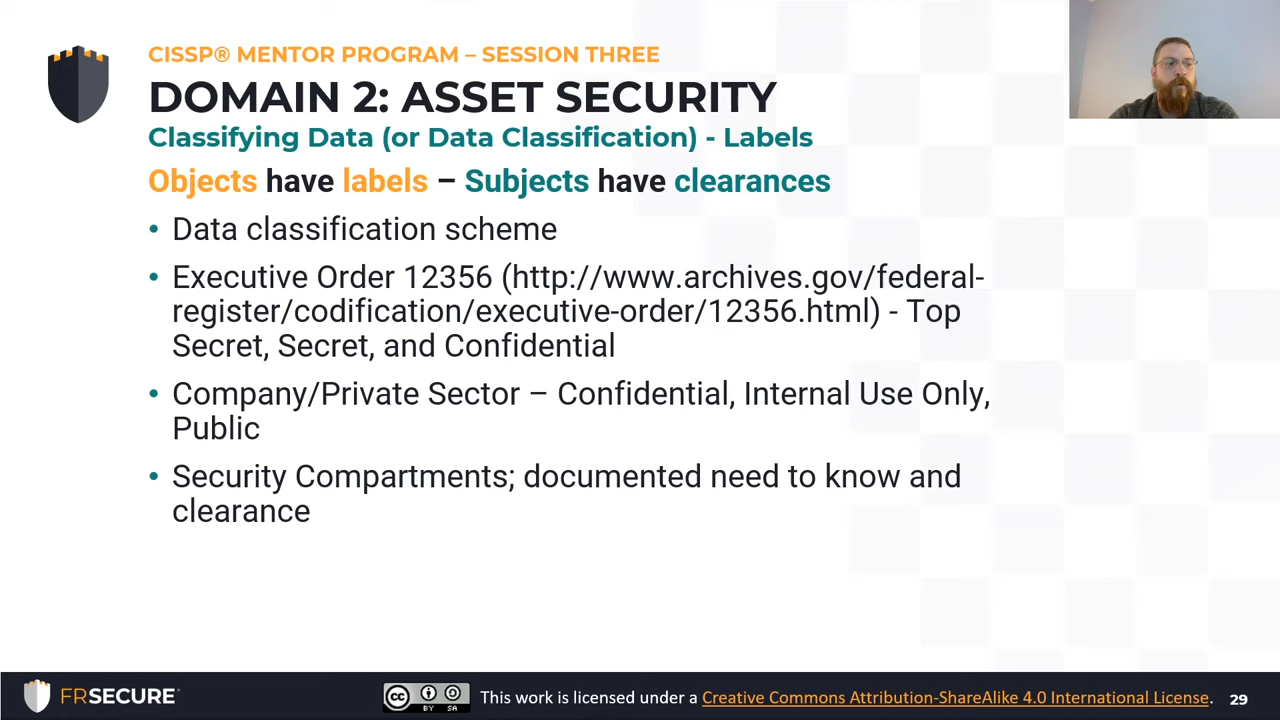 CISSP® MENTOR PROGRAM – SESSION THREE
DOMAIN 2: ASSET SECURITY
Classifying Data (or Data Classification) - Labels
Objects have labels – Subjects have clearances
• Data classification scheme
• Executive Order 12356 (http://www.archives.gov/federal-
register/codification/executive-order/12356.html) - Top
Secret, Secret, and Confidential
• Company/Private Sector – Confidential, Internal Use Only,
Public
• Security Compartments; documented need to know and
clearance
FRSECURE®
CC BY SA
This work is licensed under a Creative Commons Attribution-ShareAlike 4.0 International License.
29